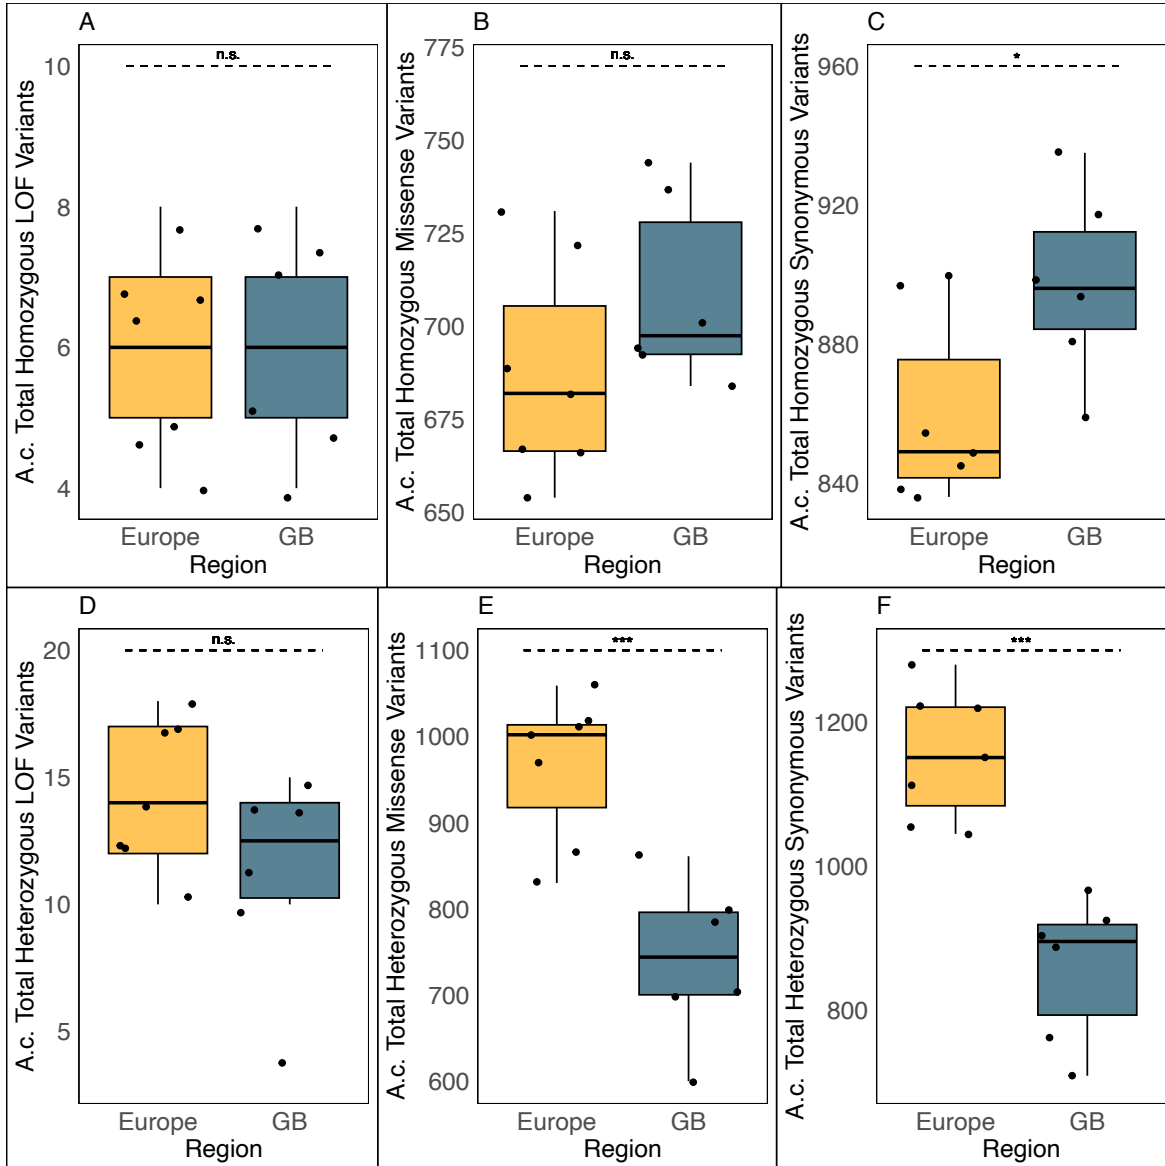 A
A.c. Total Homozygous LOF Variants
10
8
6
4
n.s.
Europe
GB
Region
B
A.c. Total Homozygous Missense Variants
775
750
725
700
675
650
n.s.
Europe
GB
Region
C
A.c. Total Homozygous Synonymous Variants
960
920
880
840
*
Europe
GB
Region
D
A.c. Total Heterozygous LOF Variants
20
15
10
5
n.s.
Europe
GB
Region
E
A.c. Total Heterozygous Missense Variants
1100
1000
900
800
700
600
***
Europe
GB
Region
F
A.c. Total Heterozygous Synonymous Variants
1200
1000
800
***
Europe
GB
Region